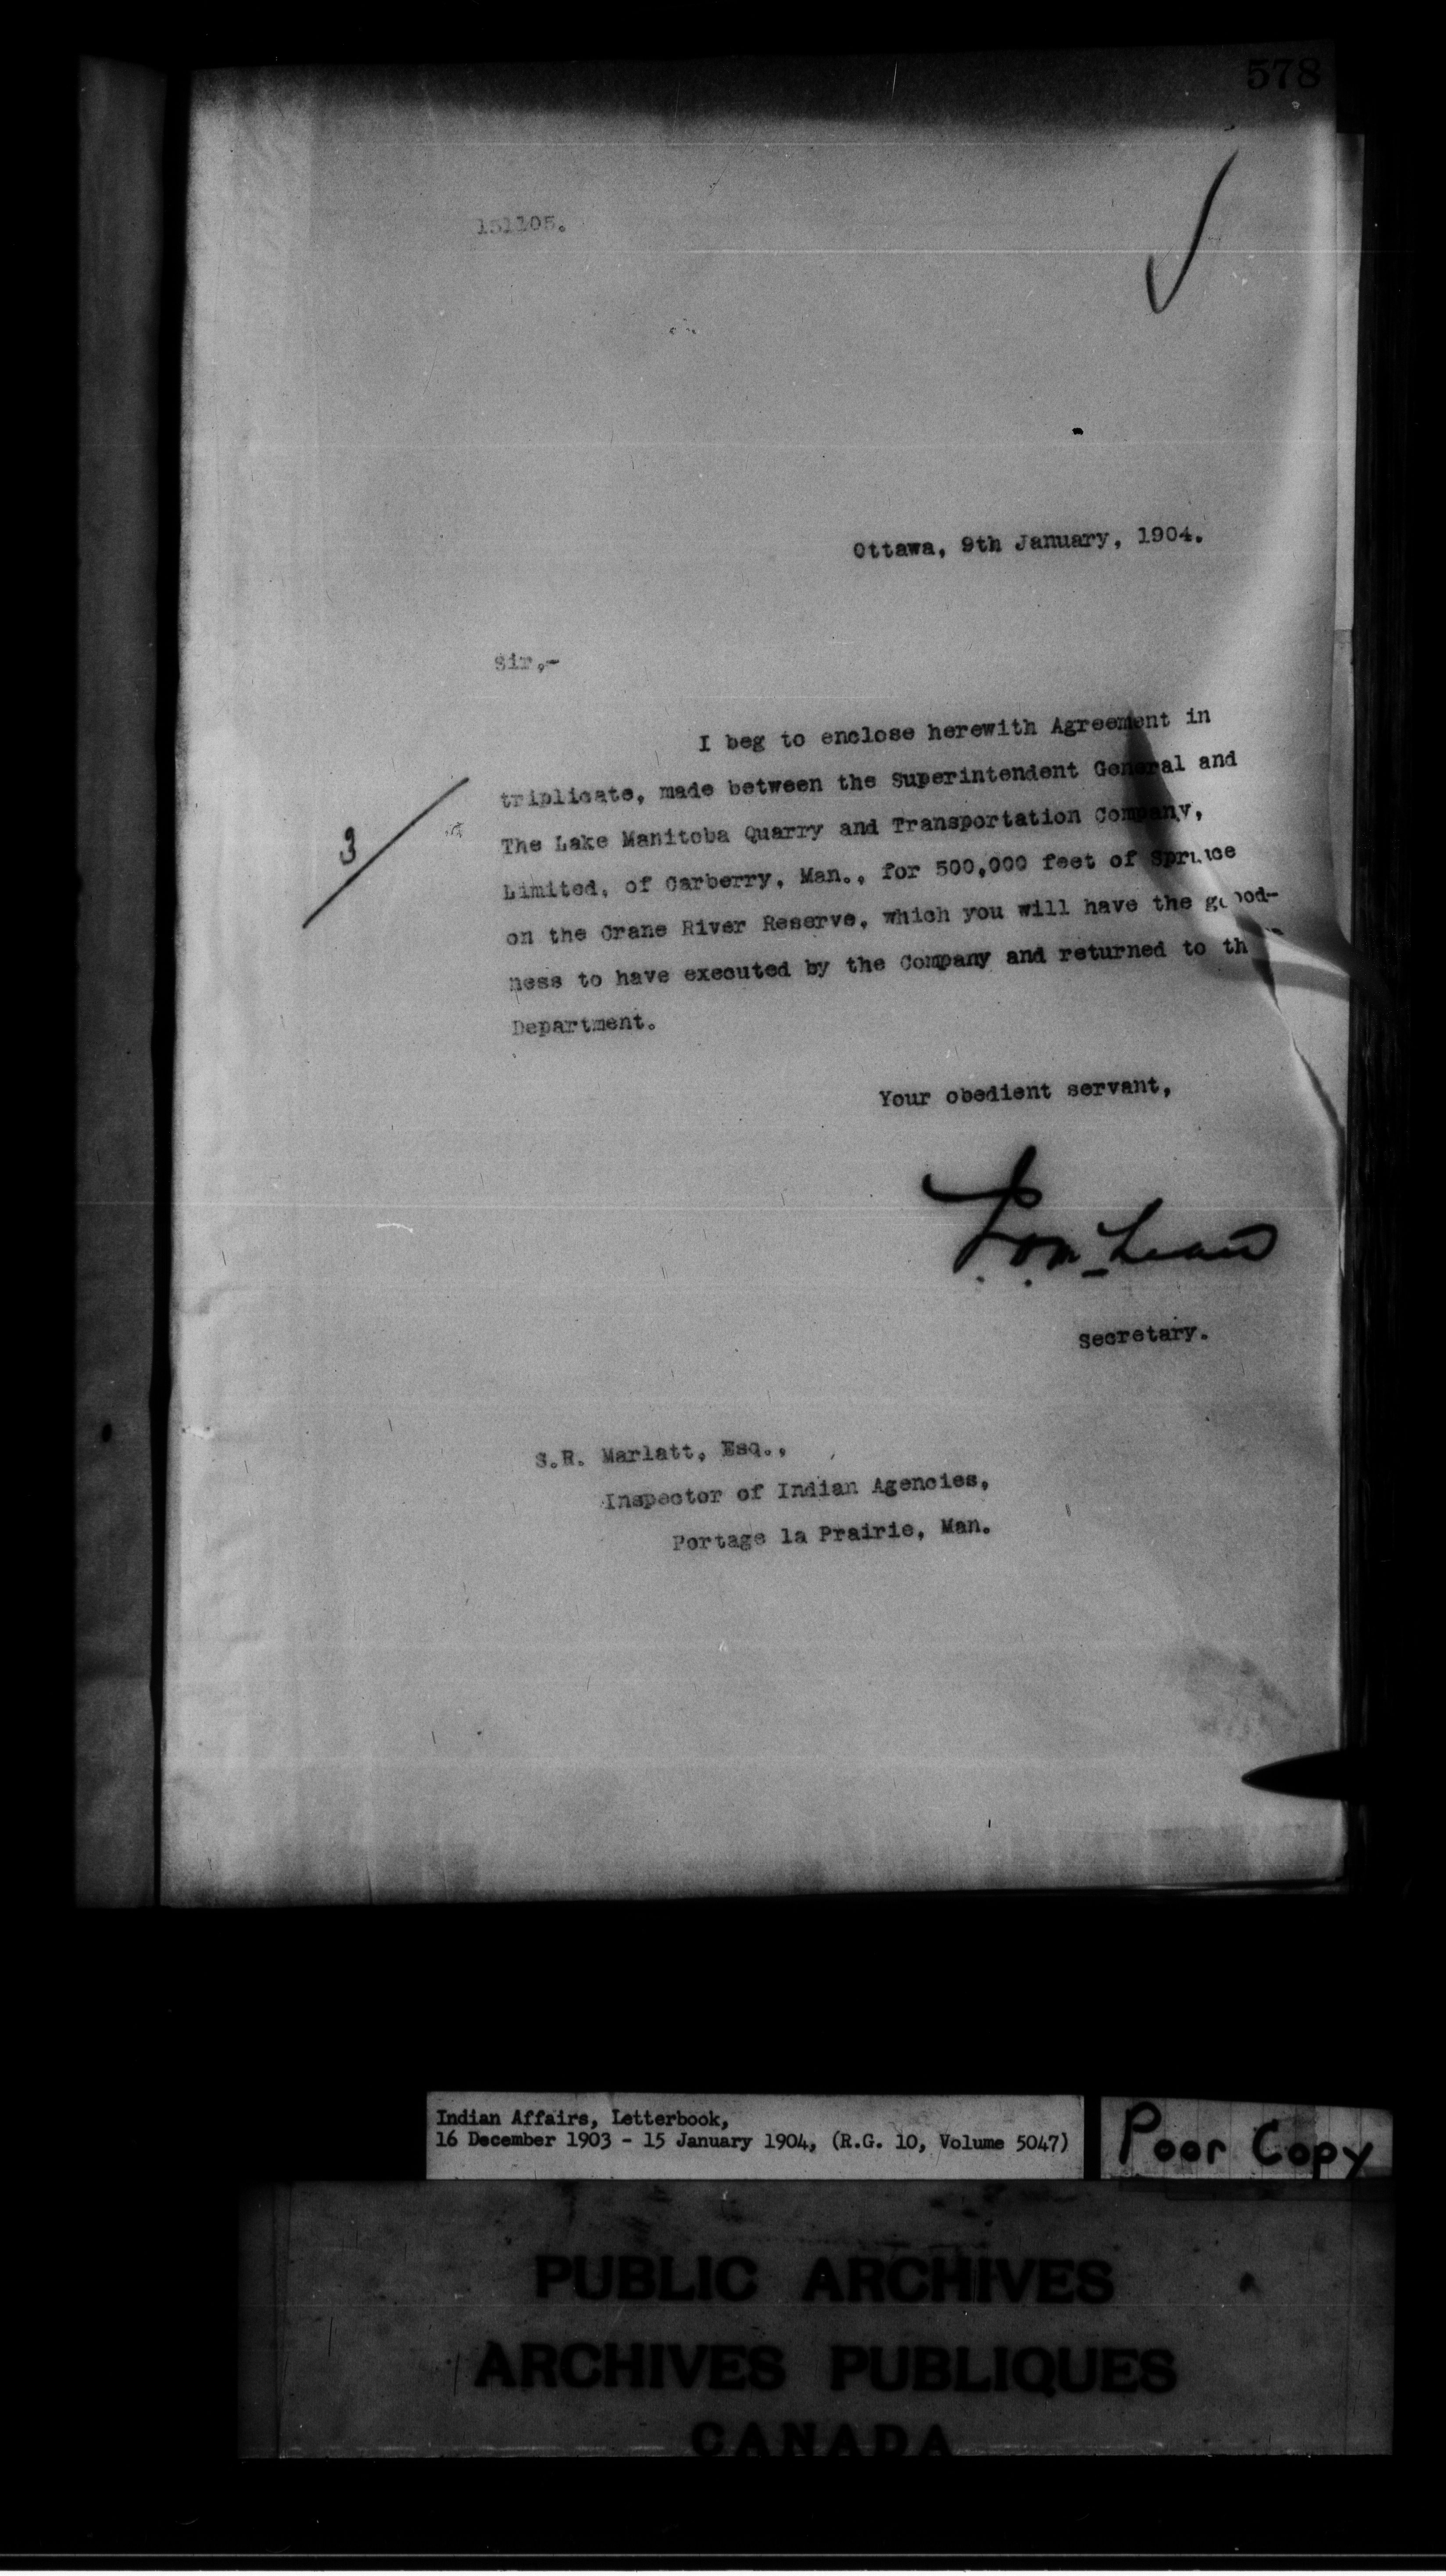 578
151105.
Ottawa, 9th January, 1904.
Sir,-
I beg to enclose herewith Agreement in
triplicate, made between the Superintendent General and
3
The Lake Manitoba Quarry and Transportation Company,
Limited, of Carberry, Man., for 500,000 feet of Spruce
on the Crane River Reserve, which you will have the good-
ness to have executed by the Company and returned to th
Department.
Your obedient servant,
Secretary.
S.R. Marlatt, Esq.,
Inspector of Indian Agencies,
Portage la Prairie, Man.
Indian Affairs, Letterbook,
16 December 1903 - 15 January 1904, (R.G. 10, Volume 5047)
Poor Copy
PUBLIC ARCHIVES
ARCHIVES PUBLIQUES
CANADA